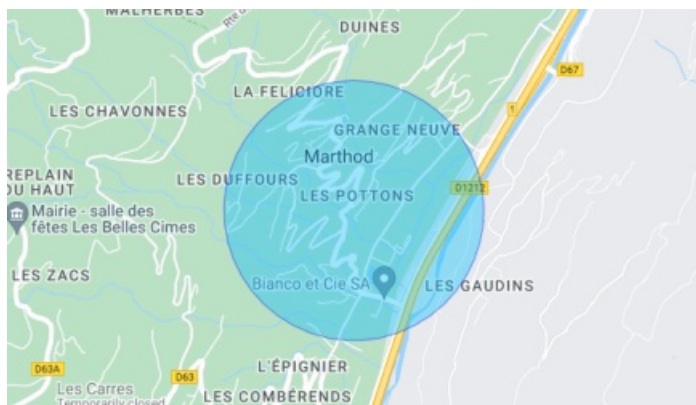 MALHERBES
Rte d
DUINES
D67
LA FELICIDRE
1
LES CHAVONNES
GRANGE NEUVE
Marthod
REPLAIN
DU HAUT
LES DUFFOURS
LES POTTONS
D1212
Mairie - salle des
fêtes Les Belles Cimes
LES ZACS
Bianco et Cie SA
LES GAUDINS
D63A
D63
L'ÉPIGNIER
Les Carres
Temporarily closed
LES COMBÉRENDS